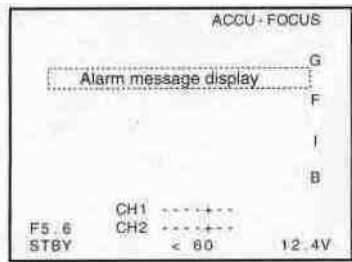 ACCU-FOCUS
G
Alarm message display
F
I
B
CH1 ----+--
F5.6 CH2 ----+--
STBY < 60 12.4V